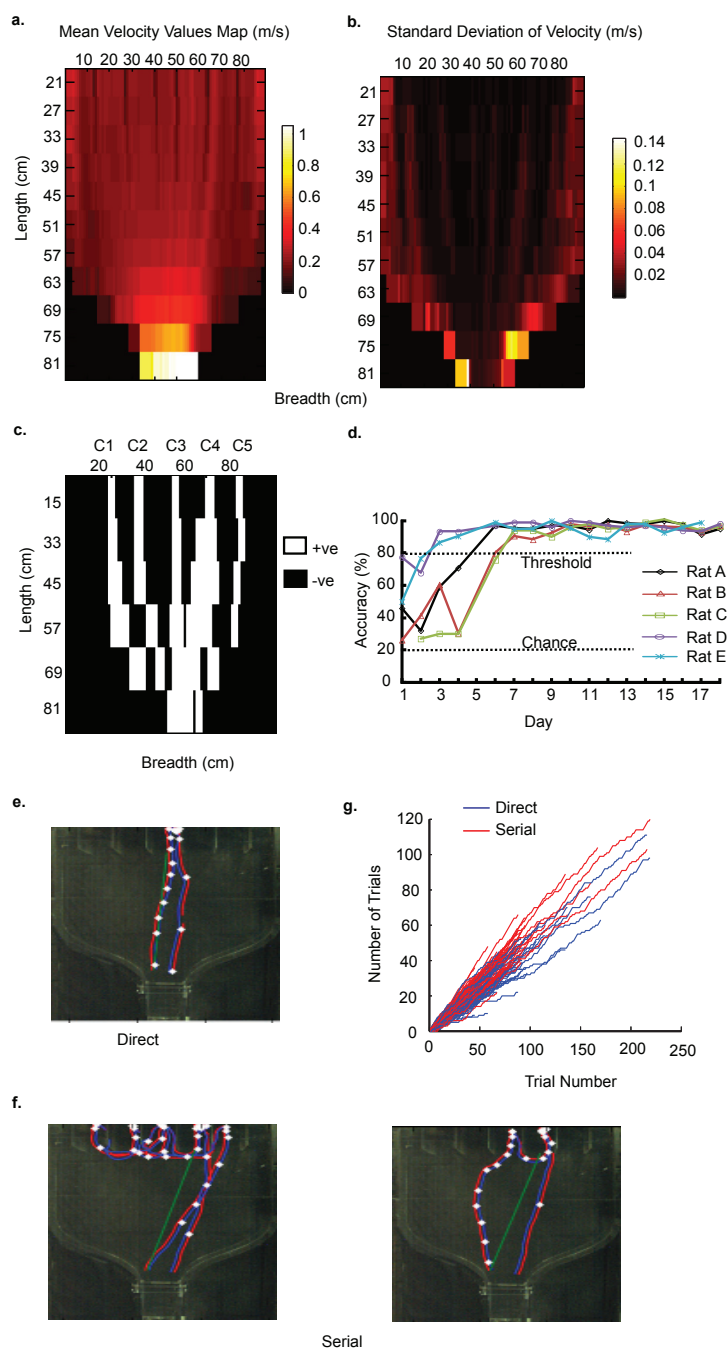 a.
Mean Velocity Values Map (m/s)
10 20 30 40 50 60 70 80
21
27
33
39
45
51
57
63
69
75
81
Length (cm)
1
0.8
0.6
0.4
0.2
0
b.
Standard Deviation of Velocity (m/s)
10 20 30 40 50 60 70 80
21
27
33
39
45
51
57
63
69
75
81
0.14
0.12
0.1
0.08
0.06
0.04
0.02
Breadth (cm)
c.
C1 C2 C3 C4 C5
20 40 60 80
15
33
45
57
69
81
Length (cm)
+ve
-ve
Breadth (cm)
d.
100
80
60
40
20
0
Accuracy (%)
Threshold
Chance
1 3 5 7 9 11 13 15 17
Day
Rat A
Rat B
Rat C
Rat D
Rat E
e.
Direct
g.
Direct
Serial
120
100
80
60
40
20
0
Number of Trials
0 50 100 150 200 250
Trial Number
f.
Serial